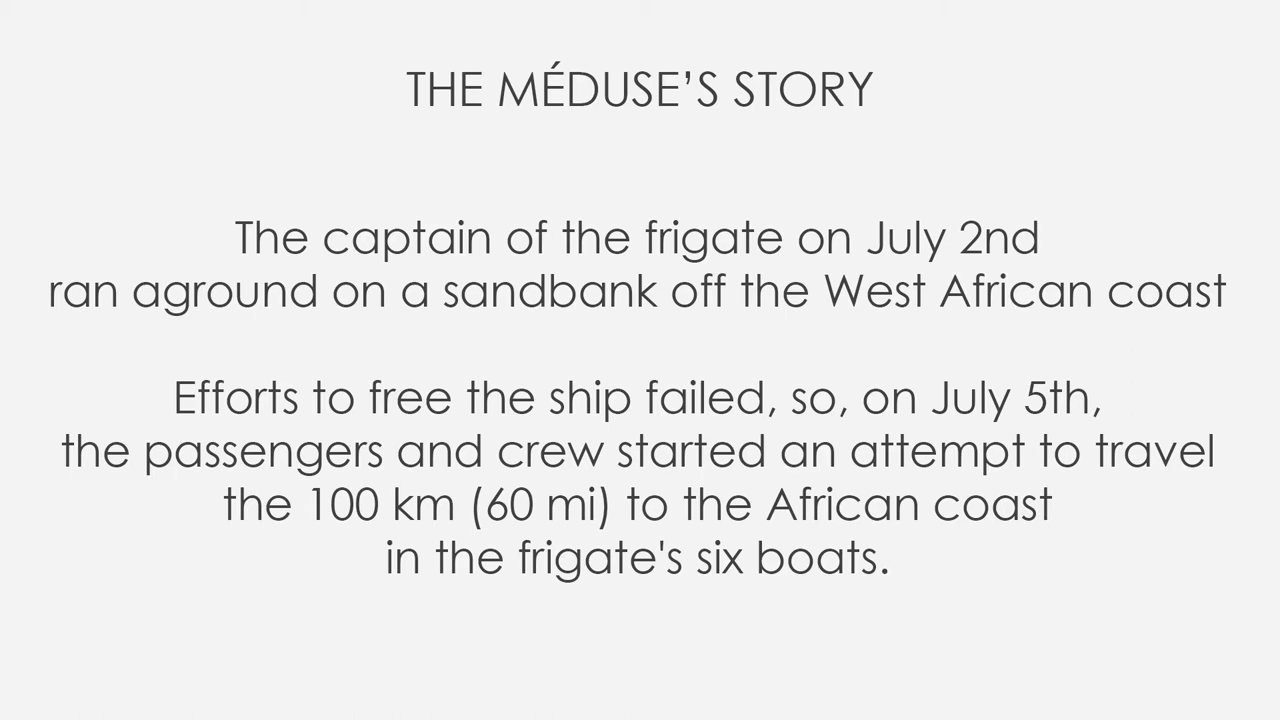 THE MÉDUSE’S STORY
The captain of the frigate on July 2nd
ran aground on a sandbank off the West African coast
Efforts to free the ship failed, so, on July 5th,
the passengers and crew started an attempt to travel
the 100 km (60 mi) to the African coast
in the frigate's six boats.